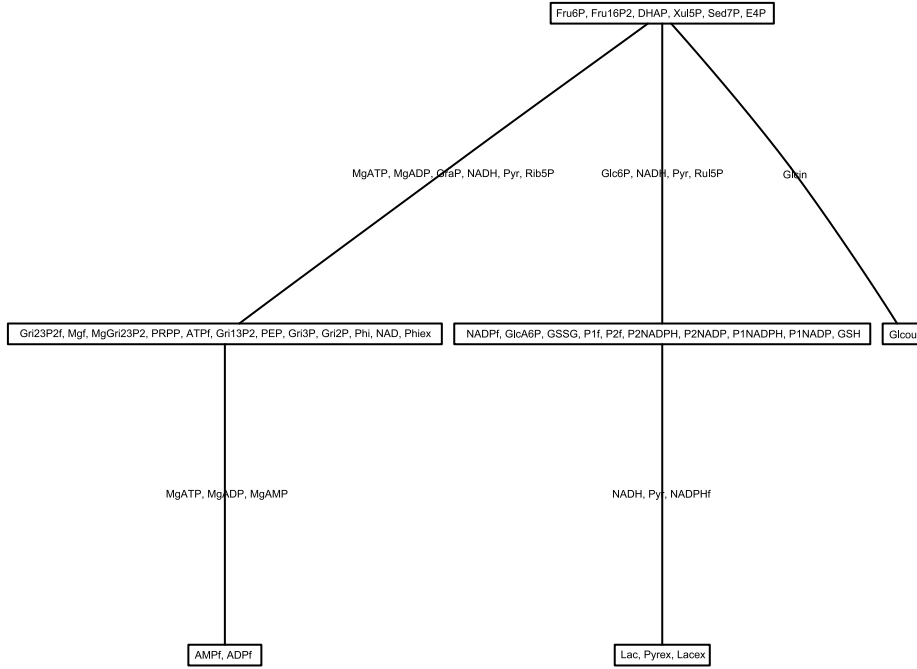 Fru6P, Fru16P2, DHAP, Xul5P, Sed7P, E4P
MgATP, MgADP, GraP, NADH, Pyr, Rib5P
Glc6P, NADH, Pyr, Rul5P
Glcin
Gri23P2f, Mgf, MgGri23P2, PRPP, ATPf, Gri13P2, PEP, Gri3P, Gri2P, Phi, NAD, Phiex
NADPf, GlcA6P, GSSG, P1f, P2f, P2NADPH, P2NADP, P1NADPH, P1NADP, GSH
Glcou
MgATP, MgADP, MgAMP
NADH, Pyr, NADPHf
AMPf, ADPf
Lac, Pyrex, Lacex